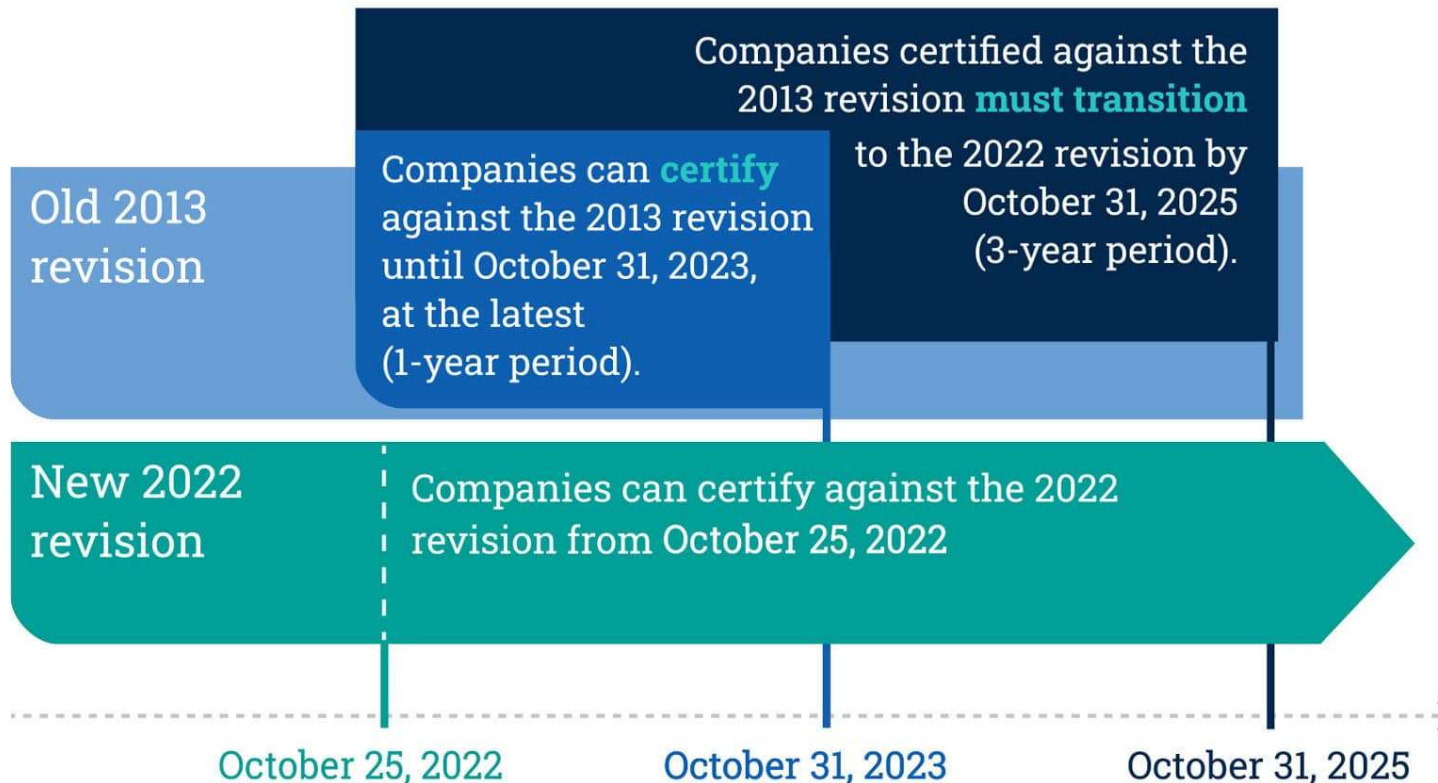 Companies certified against the
2013 revision must transition
to the 2022 revision by
October 31, 2025
(3-year period).
Companies can certify
against the 2013 revision
until October 31, 2023,
at the latest
(1-year period).
Old 2013
revision
New 2022
revision
Companies can certify against the 2022
revision from October 25, 2022
October 25, 2022
October 31, 2023
October 31, 2025